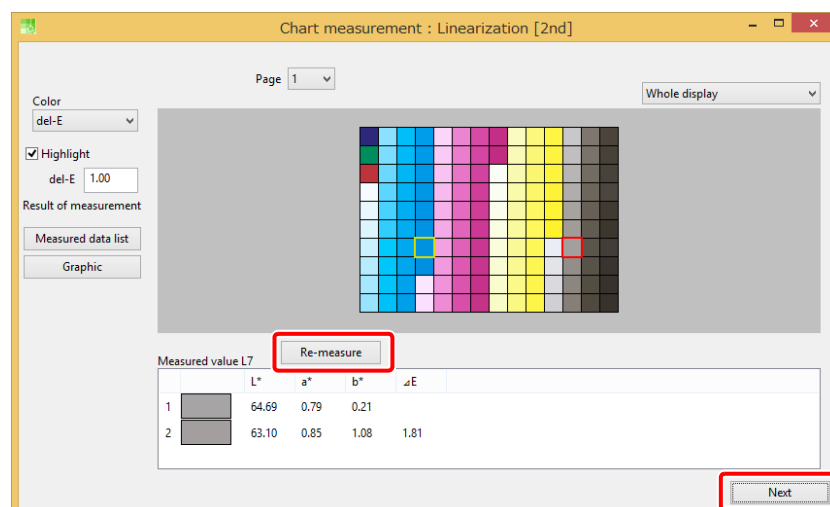 Chart measurement : Linearization [2nd]
Page 1
Whole display
Color
del-E
Highlight
del-E 1.00
Result of measurement
Measured data list
Graphic
Re-measure
Measured value L7
L* a* b* ⊿E
1 64.69 0.79 0.21
2 63.10 0.85 1.08 1.81
Next